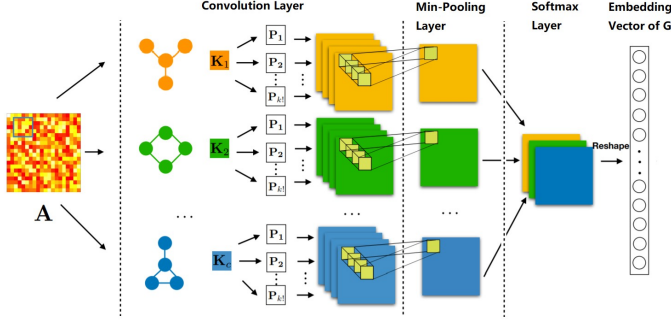 Convolution Layer
Min-Pooling
Layer
Softmax
Layer
Embedding
Vector of G
A
K1
P1
P2
⋮
Pk!
K2
P1
P2
⋮
Pk!
...
...
...
Kc
P1
P2
⋮
Pk!
Reshape